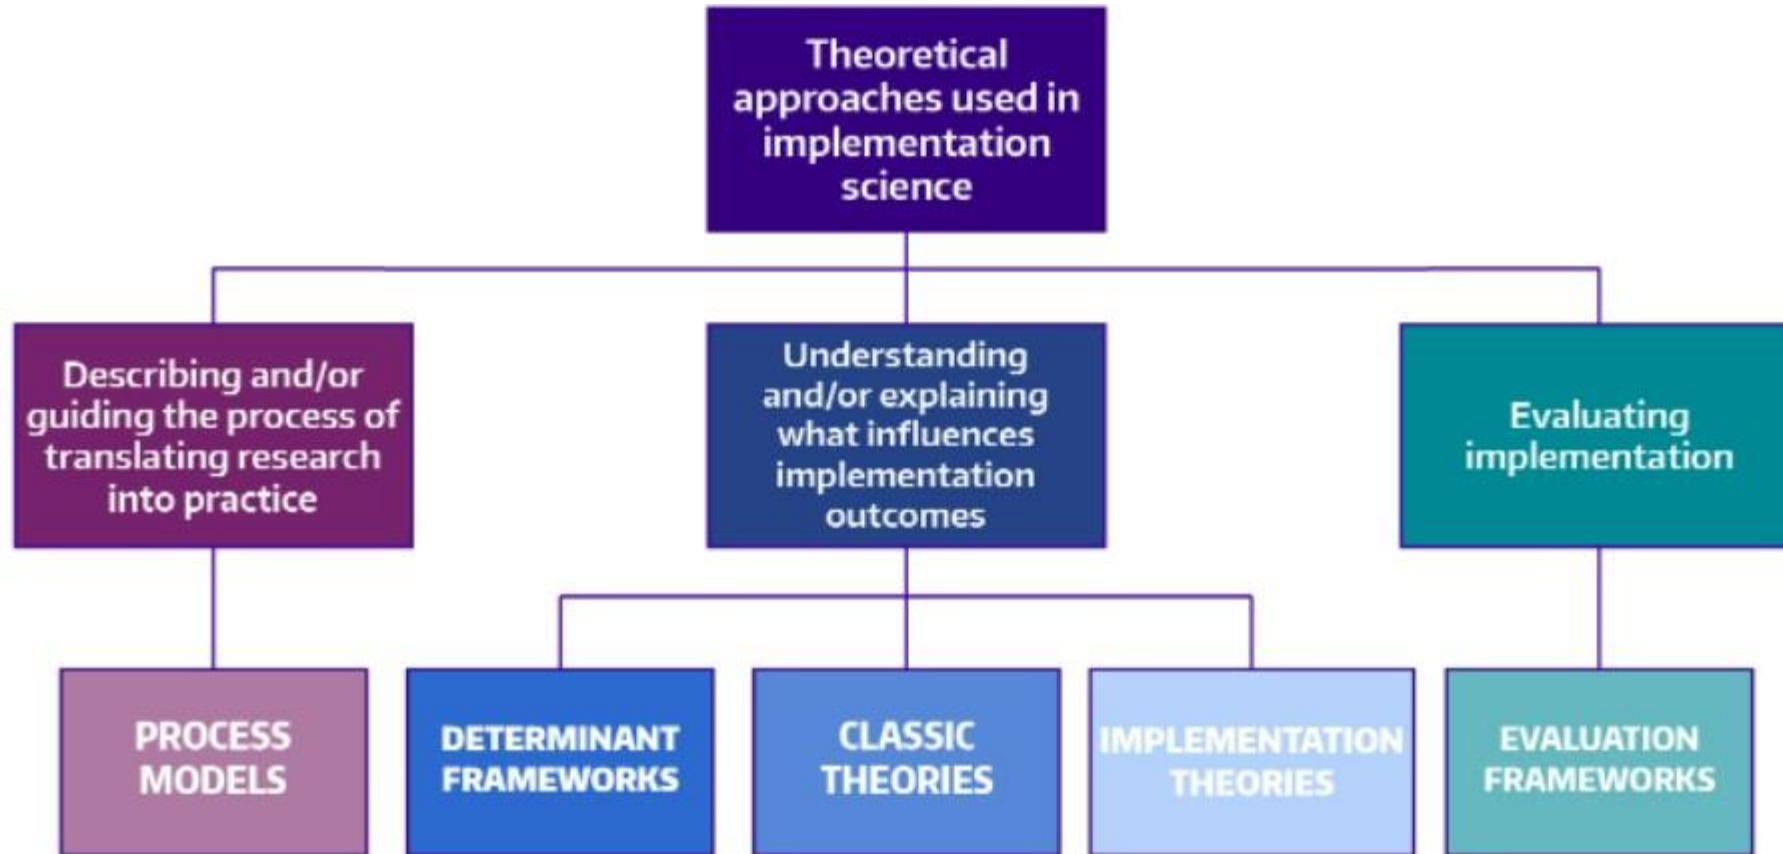 Theoretical
approaches used in
implementation
science
Describing and/or
guiding the process of
translating research
into practice
Understanding
and/or explaining
what influences
implementation
outcomes
Evaluating
implementation
PROCESS
MODELS
DETERMINANT
FRAMEWORKS
CLASSIC
THEORIES
IMPLEMENTATION
THEORIES
EVALUATION
FRAMEWORKS